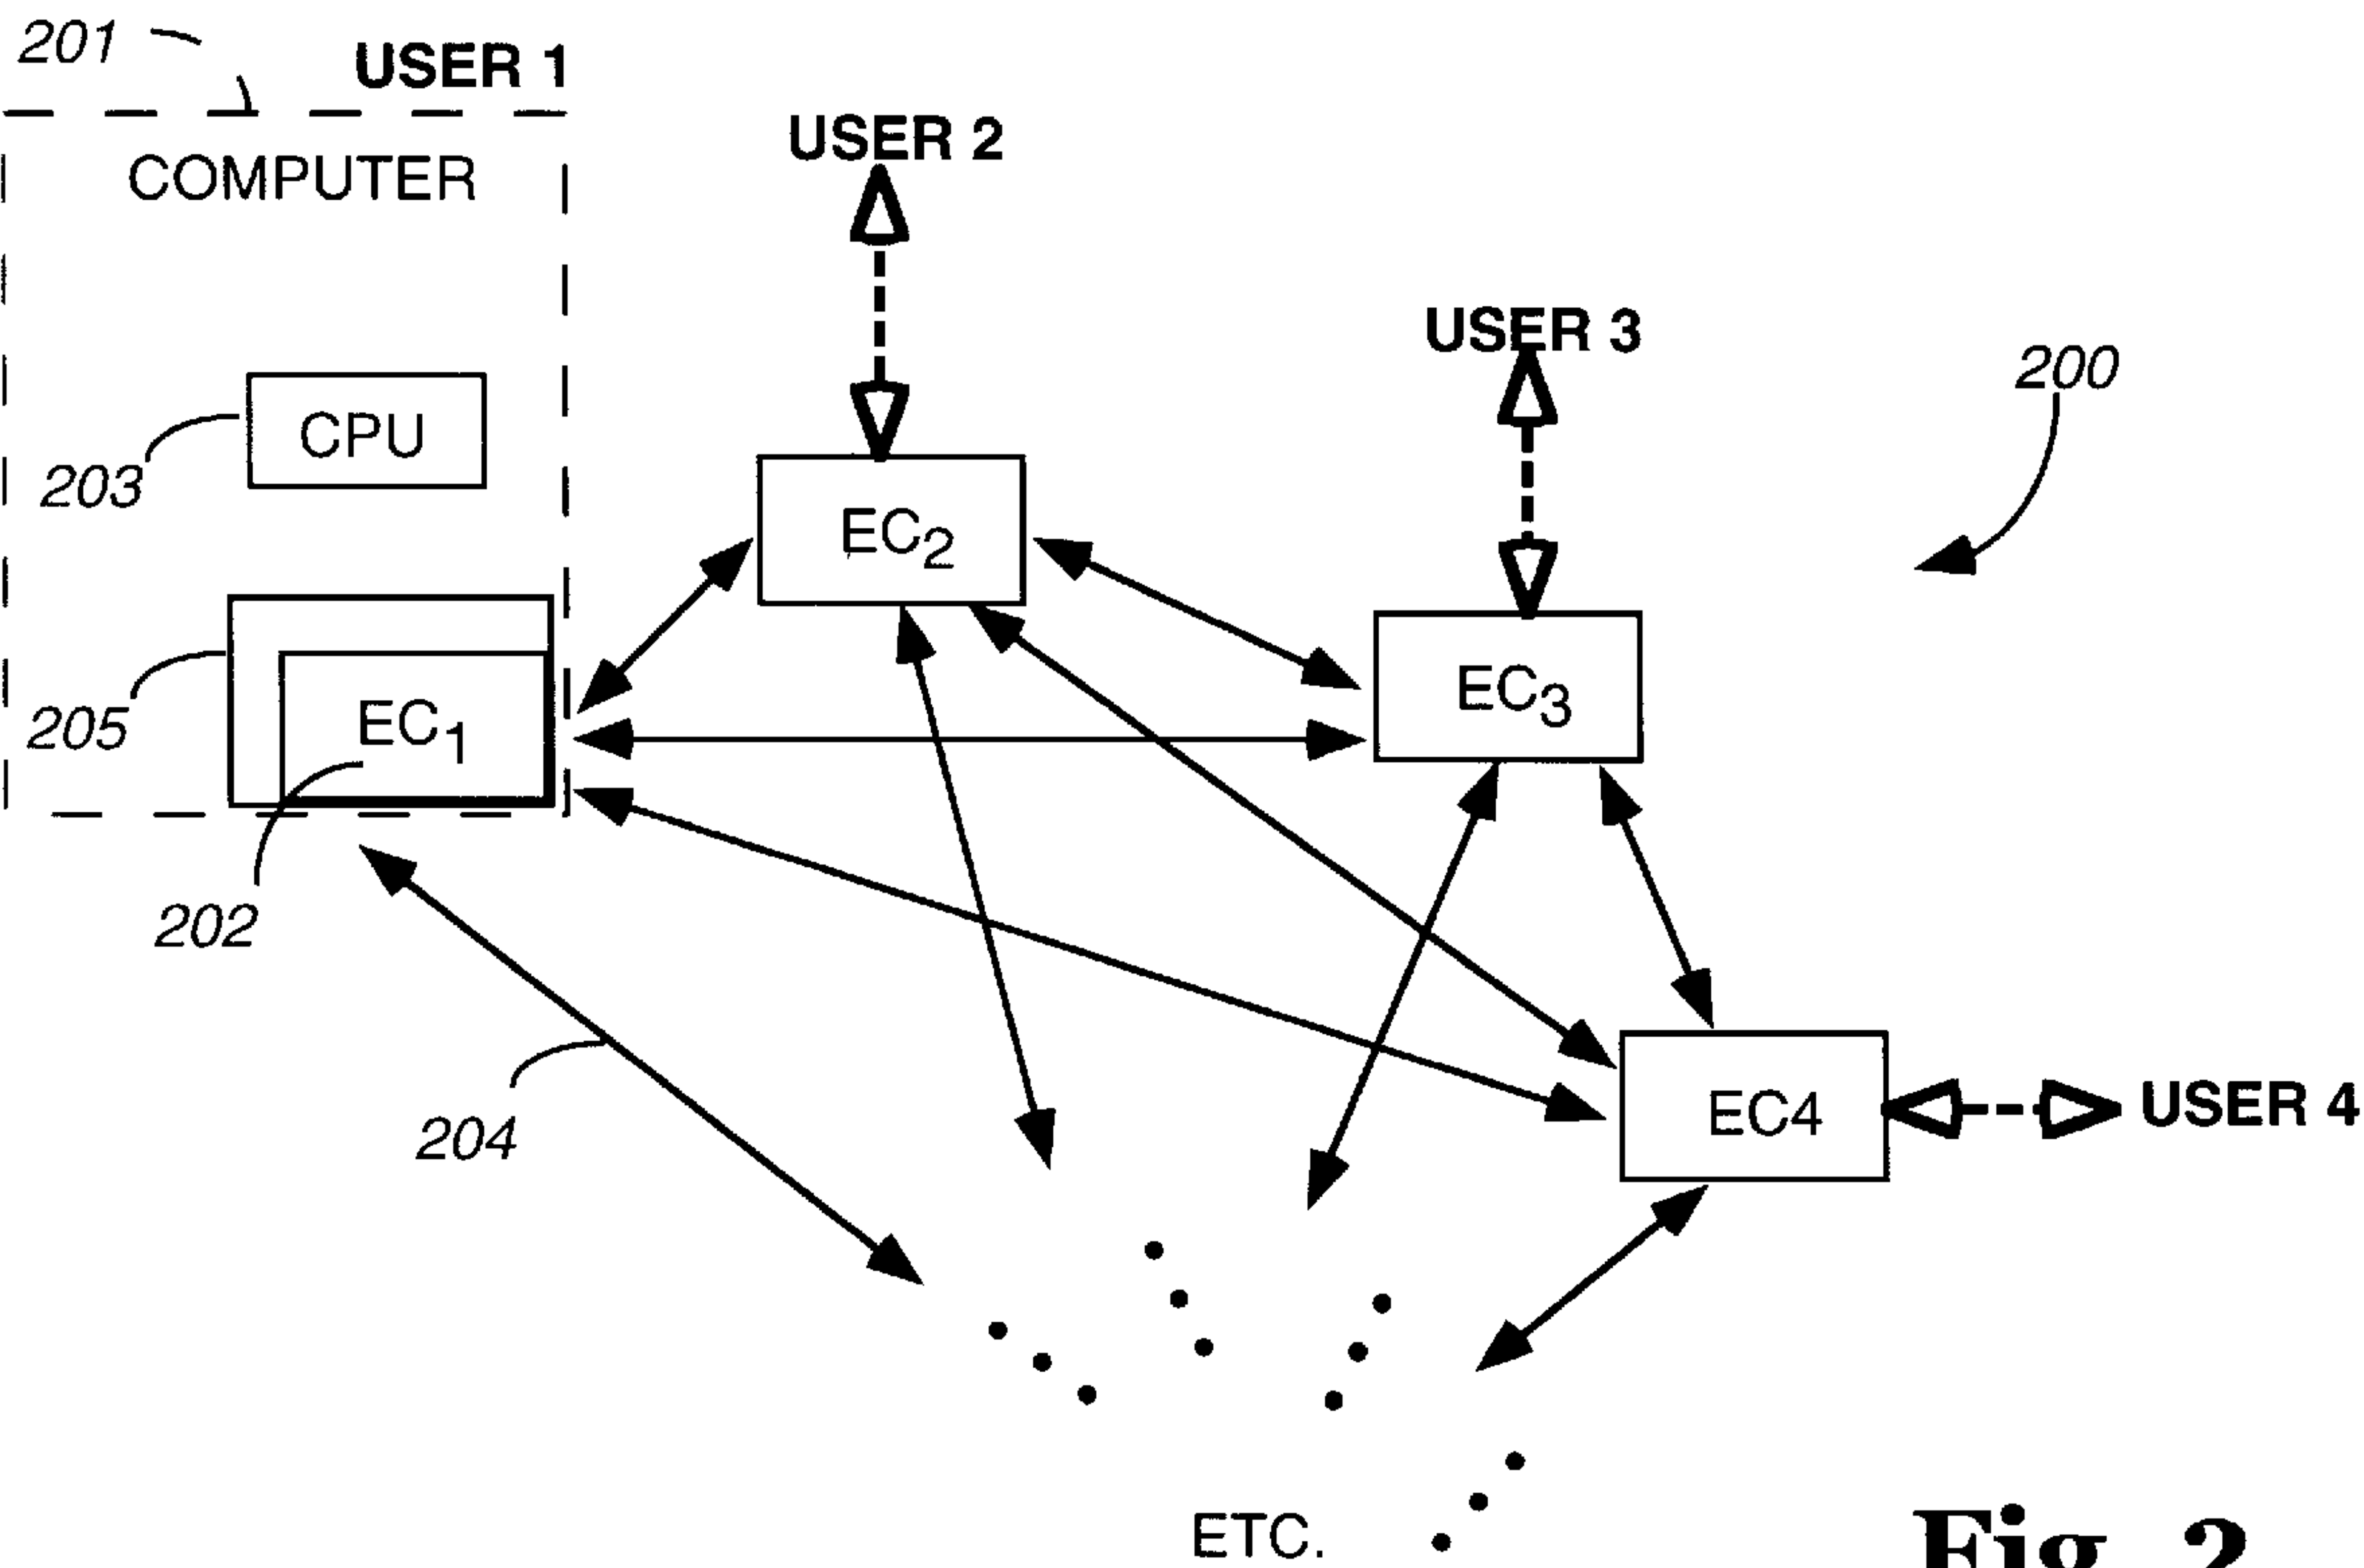 201
USER 1
COMPUTER
USER 2
USER 3
200
CPU
203
EC2
EC3
EC1
205
202
204
EC4
USER 4
ETC.
Fig. 2